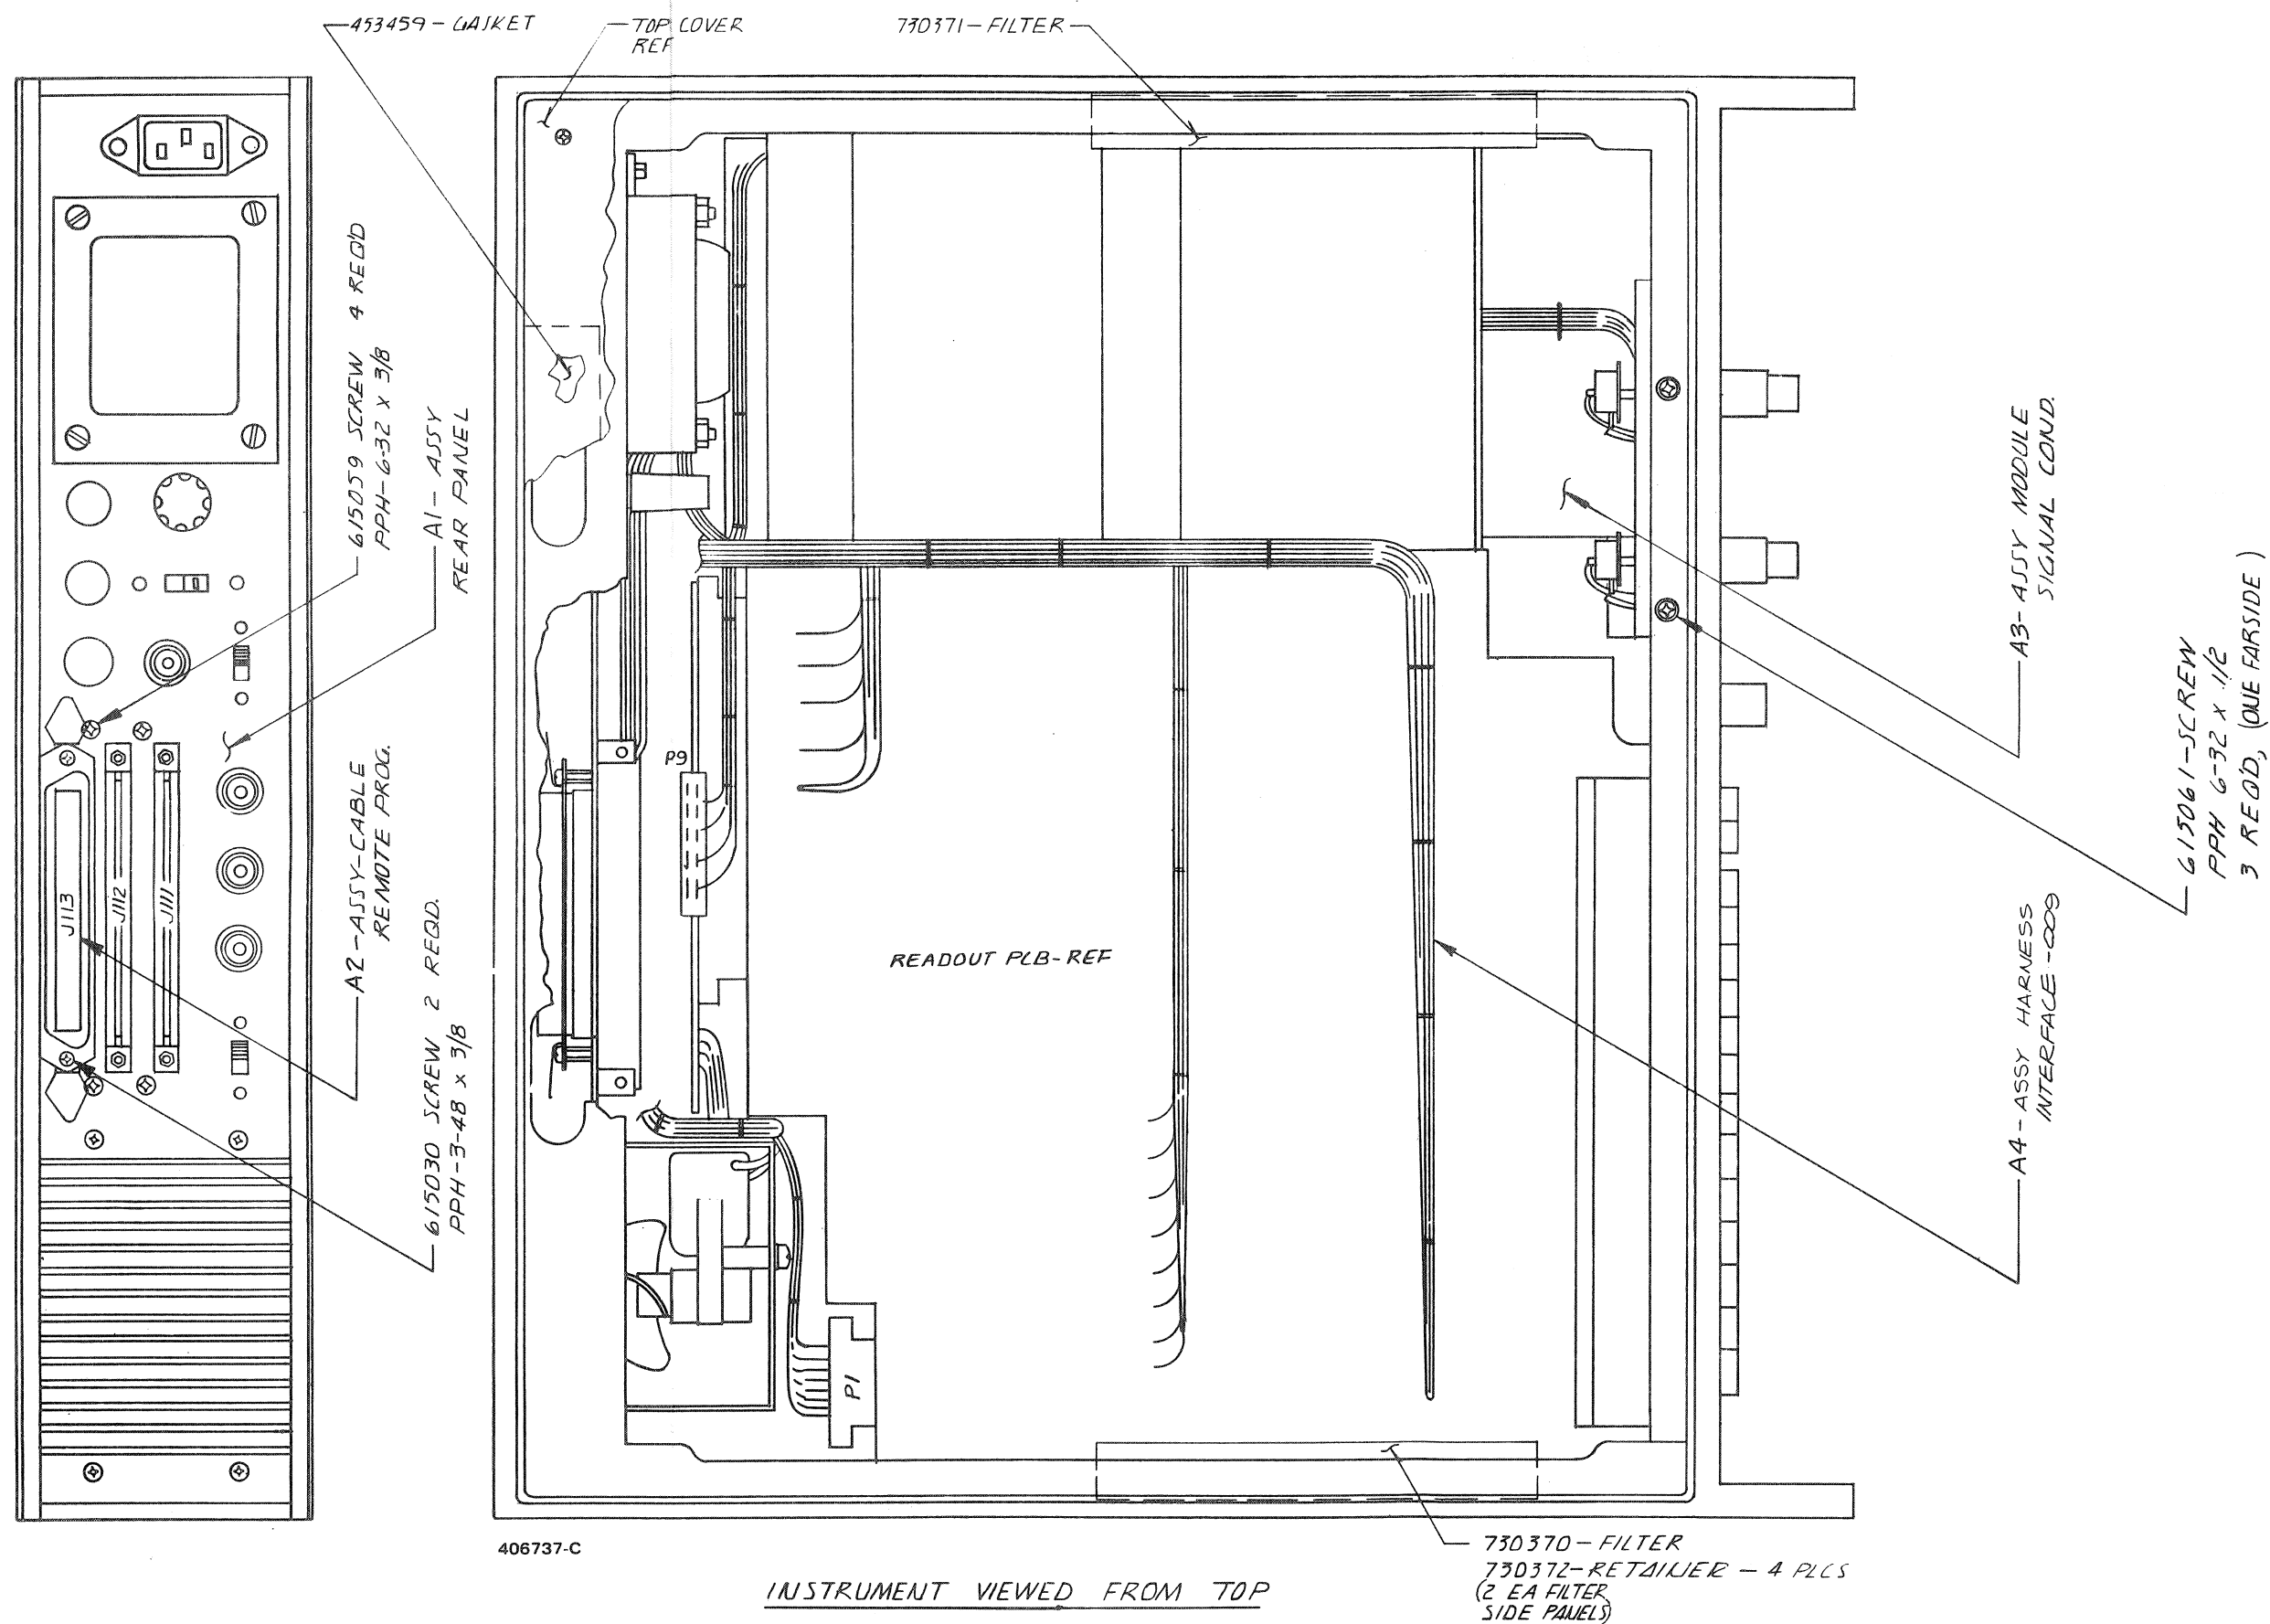 453459 - GASKET
TOP COVER
REF
730371 - FILTER
615059 SCREW 4 REQ'D
PPH-6-32 x 3/8
A1 - ASSY
REAR PANEL
A2 - ASSY-CABLE
REMOTE PROG.
615030 SCREW 2 REQD.
PPH-3-48 x 3/8
J113
J112
J111
P9
READOUT PCB-REF
P1
A3 - ASSY MODULE
SIGNAL COND.
615061 - SCREW
PPH 6-32 x 1/2
3 REQ'D, (ONE FARSIDE)
A4 - ASSY HARNESS
INTERFACE -009
406737-C
INSTRUMENT VIEWED FROM TOP
730370 - FILTER
730372 - RETAINER - 4 PLCS
(2 EA FILTER,
SIDE PANELS)